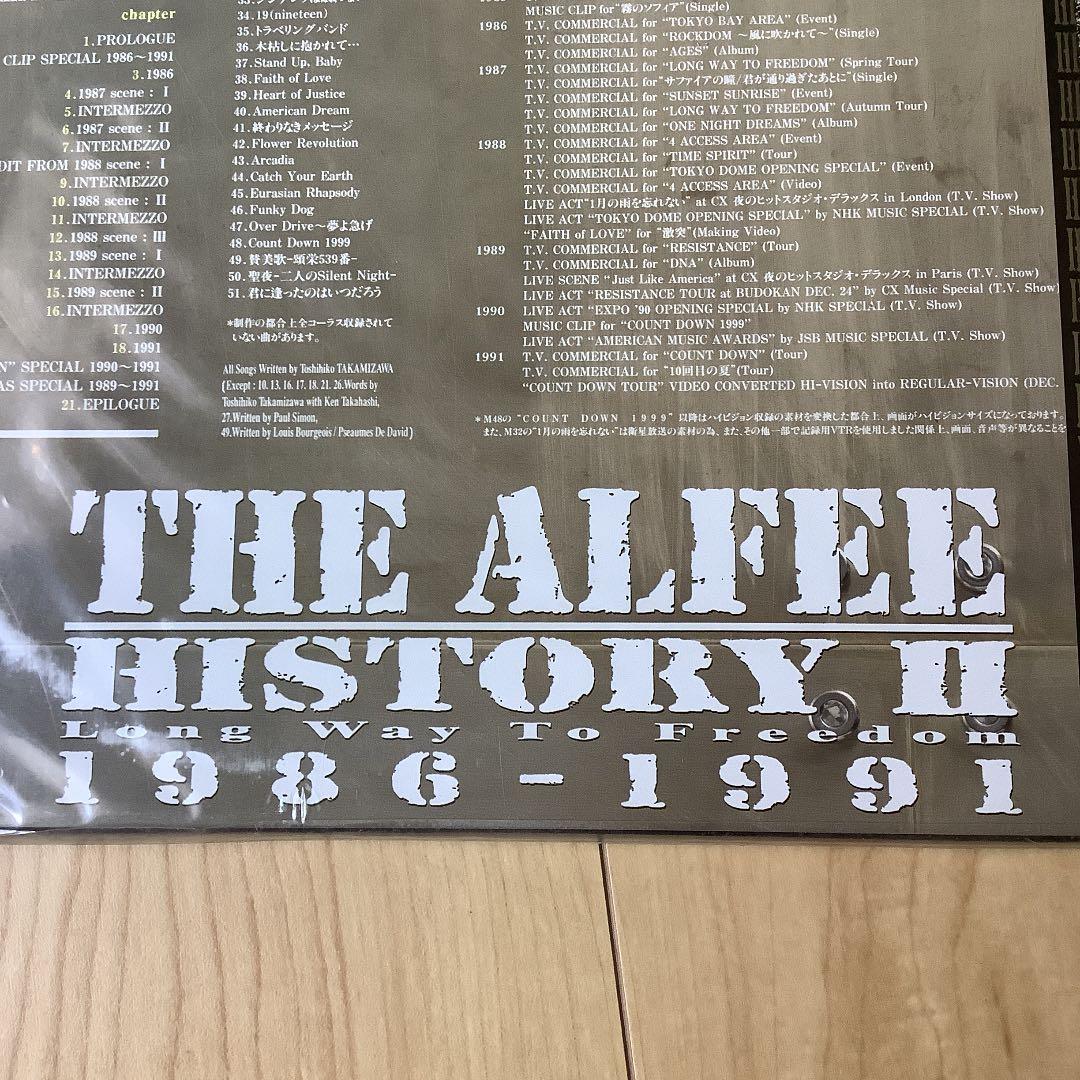 chapter
1.PROLOGUE
CLIP SPECIAL 1986〜1991
3.1986
4.1987 scene : I
5.INTERMEZZO
6.1987 scene : II
7.INTERMEZZO
DIT FROM 1988 scene : I
9.INTERMEZZO
10.1988 scene : II
11.INTERMEZZO
12.1988 scene : III
13.1989 scene : I
14.INTERMEZZO
15.1989 scene : II
16.INTERMEZZO
17.1990
18.1991
N" SPECIAL 1990〜1991
AS SPECIAL 1989〜1991
21.EPILOGUE
34.19(nineteen)
35.トラベリングバンド
36.木枯しに抱かれて…
37.Stand Up, Baby
38.Faith of Love
39.Heart of Justice
40.American Dream
41.終わりなきメッセージ
42.Flower Revolution
43.Arcadia
44.Catch Your Earth
45.Eurasian Rhapsody
46.Funky Dog
47.Over Drive〜夢よ急げ
48.Count Down 1999
49.賛美歌-頌栄539番-
50.聖夜-二人のSilent Night-
51.君に逢ったのはいつだろう
*制作の都合上全コーラス収録されて
いない曲があります。
All Songs Written by Toshihiko TAKAMIZAWA
(Except : 10. 13. 16. 17. 18. 21. 26.Words by
Toshihiko Takamizawa with Ken Takahashi,
27.Written by Paul Simon,
49.Written by Louis Bourgeois / Pseaumes De David)
MUSIC CLIP for "霧のソフィア"(Single)
1986 T.V. COMMERCIAL for "TOKYO BAY AREA" (Event)
T.V. COMMERCIAL for "ROCKDOM 〜風に吹かれて〜"(Single)
T.V. COMMERCIAL for "AGES" (Album)
1987 T.V. COMMERCIAL for "LONG WAY TO FREEDOM" (Spring Tour)
T.V. COMMERCIAL for "サファイアの瞳/君が通り過ぎたあとに"(Single)
T.V. COMMERCIAL for "SUNSET SUNRISE" (Event)
T.V. COMMERCIAL for "LONG WAY TO FREEDOM" (Autumn Tour)
T.V. COMMERCIAL for "ONE NIGHT DREAMS" (Album)
1988 T.V. COMMERCIAL for "4 ACCESS AREA" (Event)
T.V. COMMERCIAL for "TIME SPIRIT" (Tour)
T.V. COMMERCIAL for "TOKYO DOME OPENING SPECIAL" (Event)
T.V. COMMERCIAL for "4 ACCESS AREA" (Video)
LIVE ACT"1月の雨を忘れない" at CX 夜のヒットスタジオ・デラックス in London (T.V. Show)
LIVE ACT "TOKYO DOME OPENING SPECIAL" by NHK MUSIC SPECIAL (T.V. Show)
"FAITH of LOVE" for "激突"(Making Video)
1989 T.V. COMMERCIAL for "RESISTANCE" (Tour)
T.V. COMMERCIAL for "DNA" (Album)
LIVE SCENE "Just Like America" at CX 夜のヒットスタジオ・デラックス in Paris (T.V. Show)
LIVE ACT "RESISTANCE TOUR at BUDOKAN DEC. 24" by CX Music Special (T.V. Show)
1990 LIVE ACT "EXPO '90 OPENING SPECIAL by NHK SPECIAL (T.V. Show)
MUSIC CLIP for "COUNT DOWN 1999"
LIVE ACT "AMERICAN MUSIC AWARDS" by JSB MUSIC SPECIAL (T.V. Show)
1991 T.V. COMMERCIAL for "COUNT DOWN" (Tour)
T.V. COMMERCIAL for "10回目の夏"(Tour)
"COUNT DOWN TOUR" VIDEO CONVERTED HI-VISION into REGULAR-VISION (DEC.
*M48の"COUNT DOWN 1999"以降はハイビジョン収録の素材を変換した都合上、画面がハイビジョンサイズになっております。
また、M32の"1月の雨を忘れない"は衛星放送の素材の為、また、その他一部で記録用VTRを使用しました関係上、画面、音声等が異なることを
THE ALFEE
HISTORY II
Long Way To Freedom
1986-1991